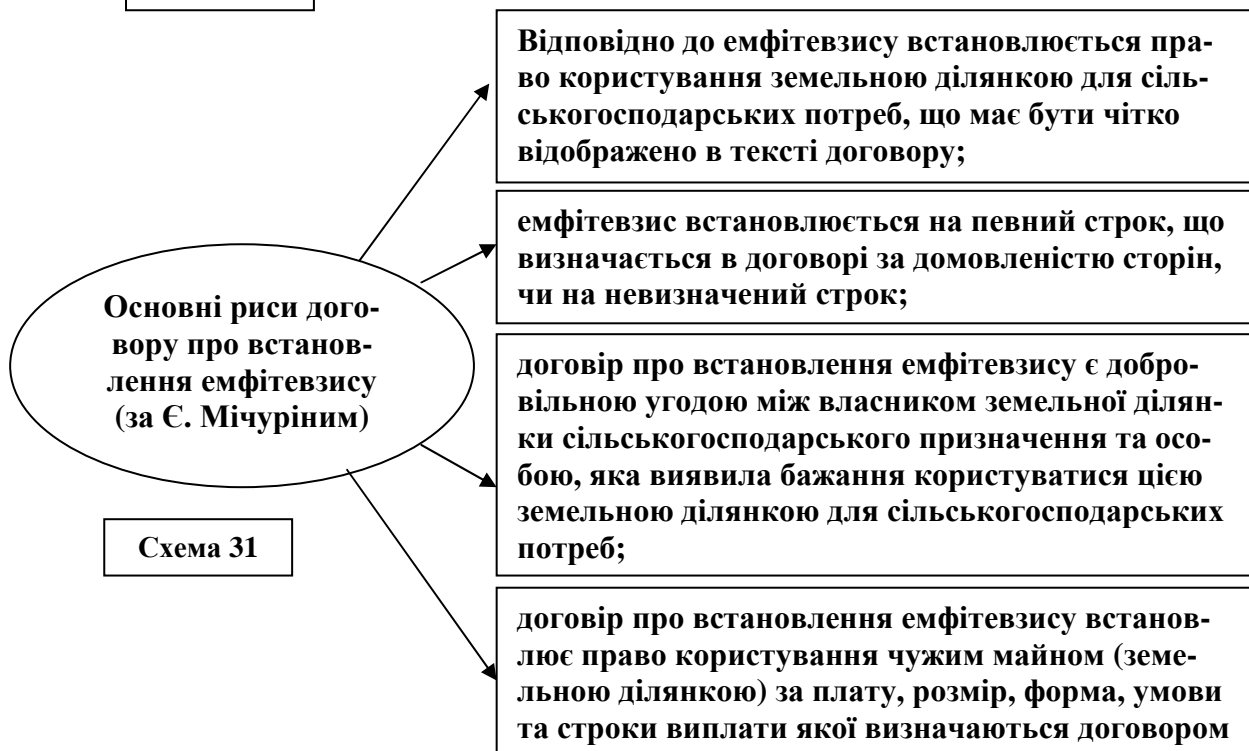 Відповідно до емфітевзису встановлюється пра-
во користування земельною ділянкою для сіль-
ськогосподарських потреб, що має бути чітко
відображено в тексті договору;
емфітевзис встановлюється на певний строк, що
визначається в договорі за домовленістю сторін,
чи на невизначений строк;
Основні риси дого-
вору про встанов-
лення емфітевзису
(за Є. Мічуріним)
договір про встановлення емфітевзису є добро-
вільною угодою між власником земельної ділян-
ки сільськогосподарського призначення та осо-
бою, яка виявила бажання користуватися цією
земельною ділянкою для сільськогосподарських
потреб;
Схема 31
договір про встановлення емфітевзису встанов-
лює право користування чужим майном (земе-
льною ділянкою) за плату, розмір, форма, умови
та строки виплати якої визначаються договором